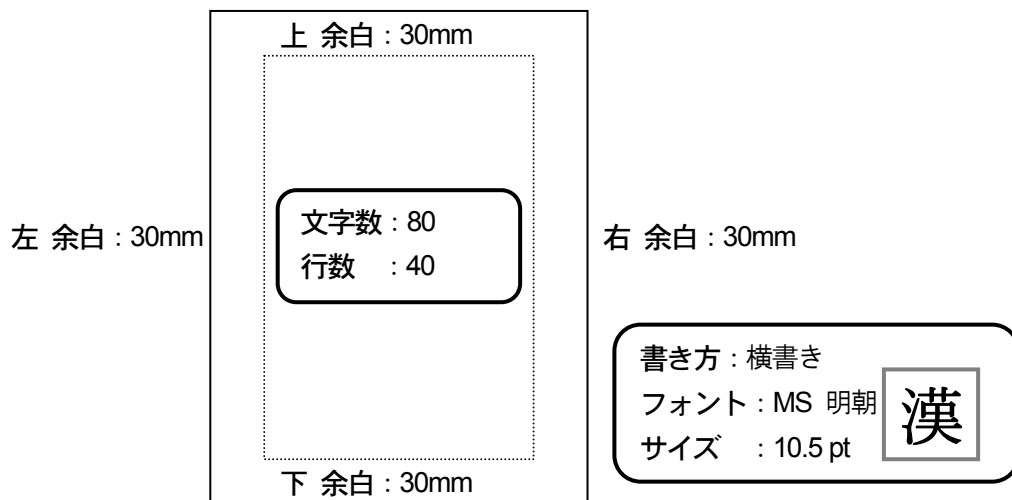 上 余白：30mm
文字数：80
行数 ：40
左 余白：30mm
右 余白：30mm
書き方：横書き
フォント：MS 明朝
サイズ ：10.5 pt
漢
下 余白：30mm